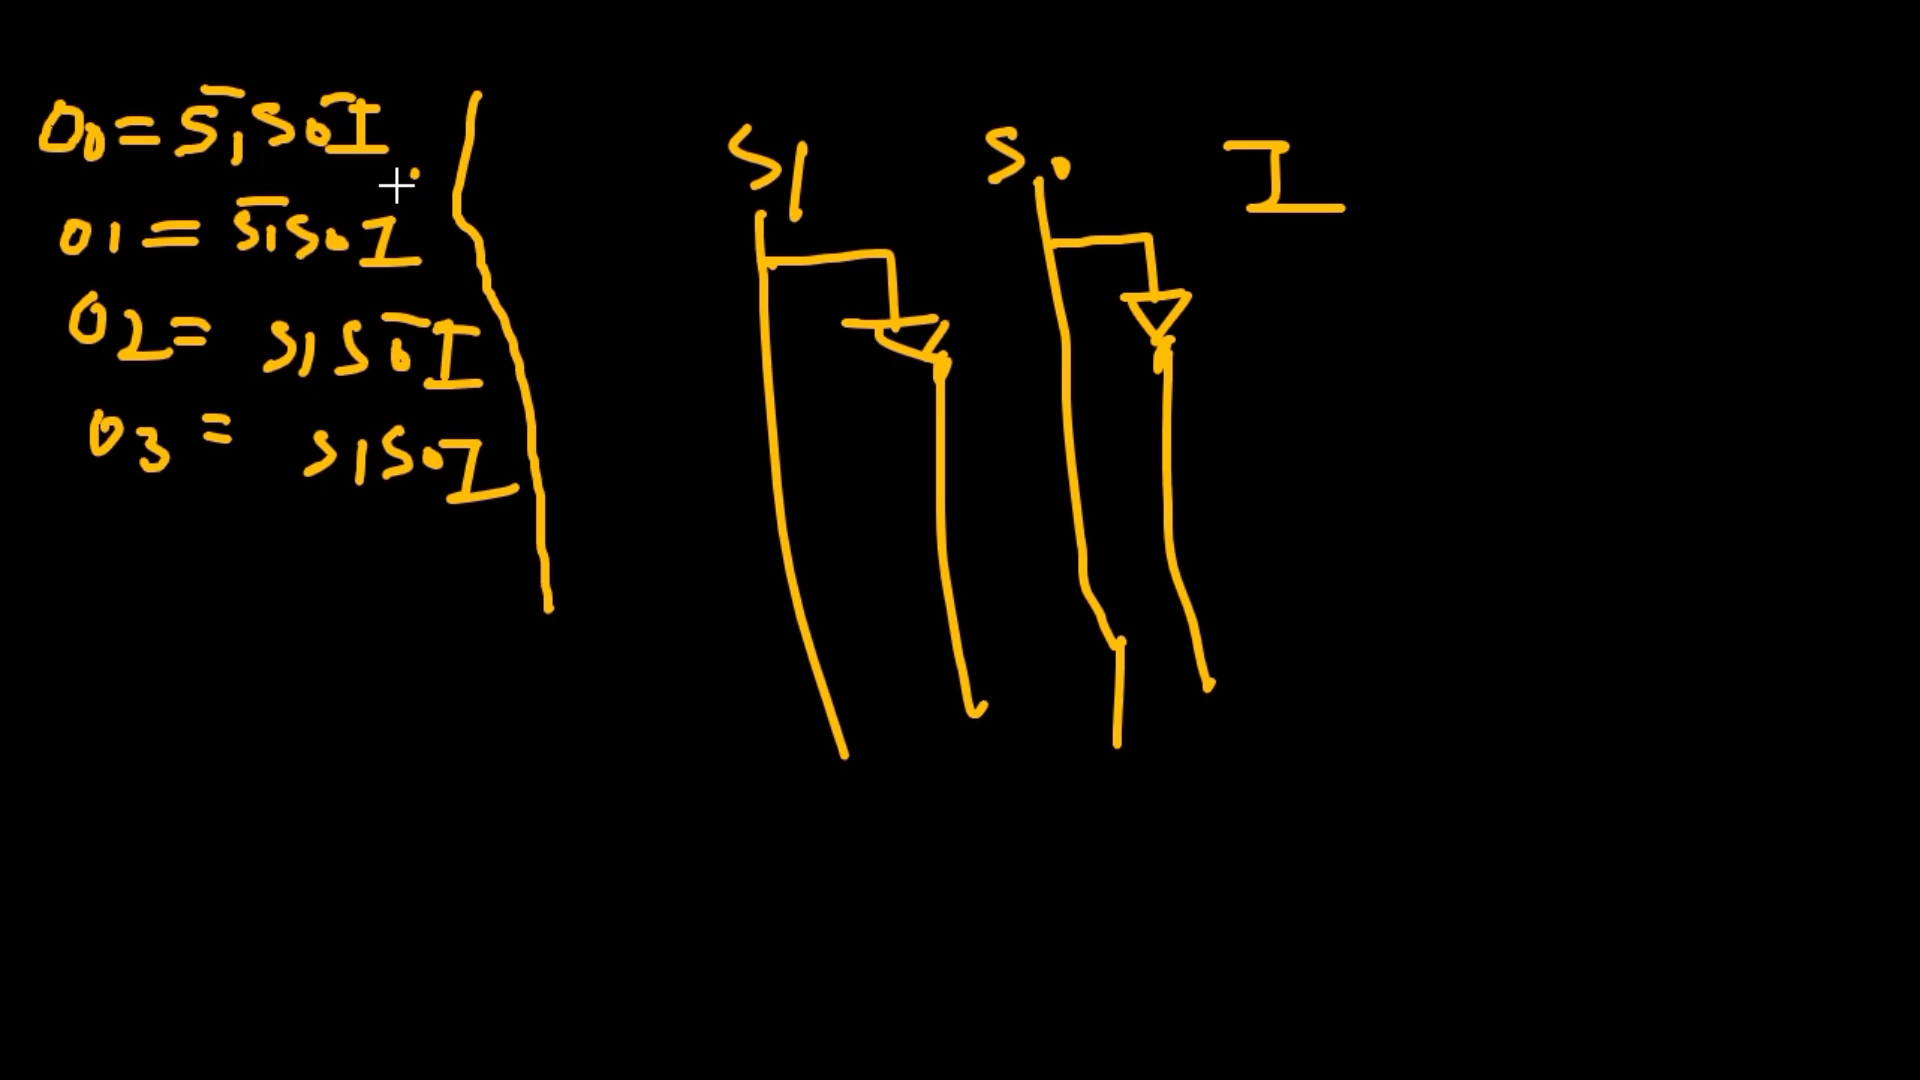 O0 = S̅1 S̅0 I
O1 = S̅1 S0 I
O2 = S1 S̅0 I
O3 = S1 S0 I
S1 S0 I